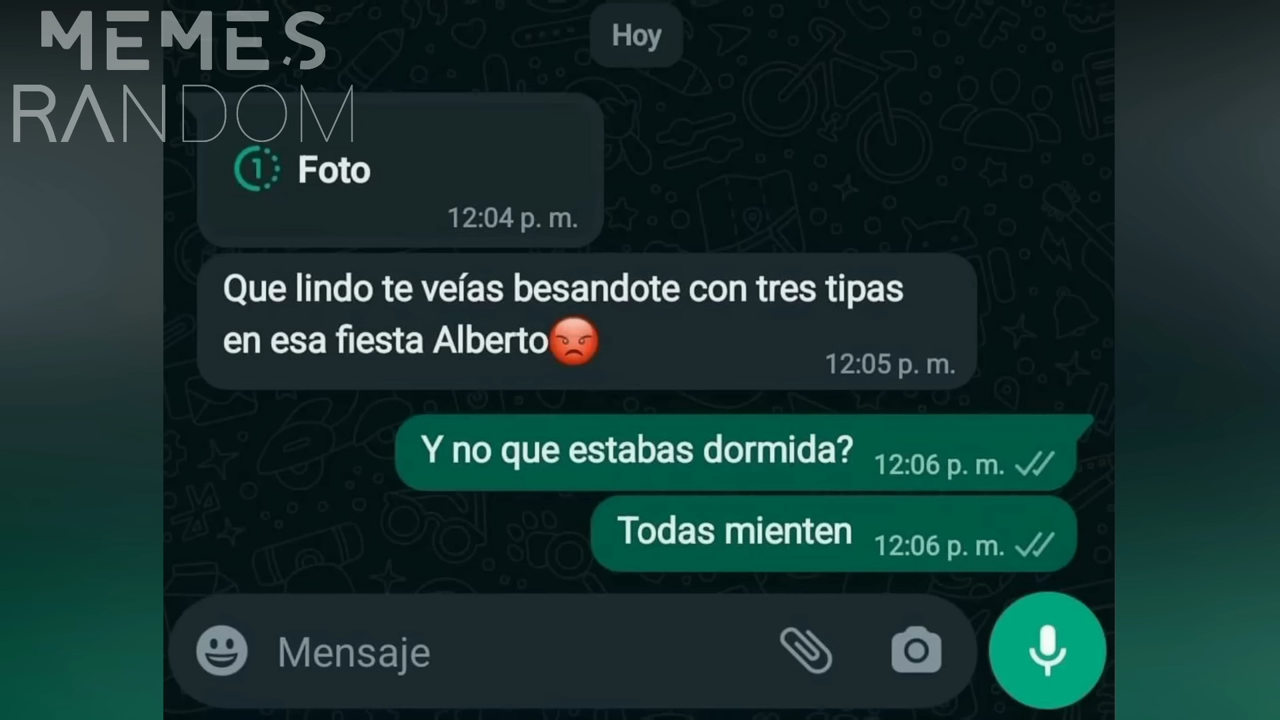 MEMES
RANDOM
Hoy
1 Foto
12:04 p. m.
Que lindo te veías besandote con tres tipas
en esa fiesta Alberto😡
12:05 p. m.
Y no que estabas dormida? 12:06 p. m.
Todas mienten 12:06 p. m.
Mensaje